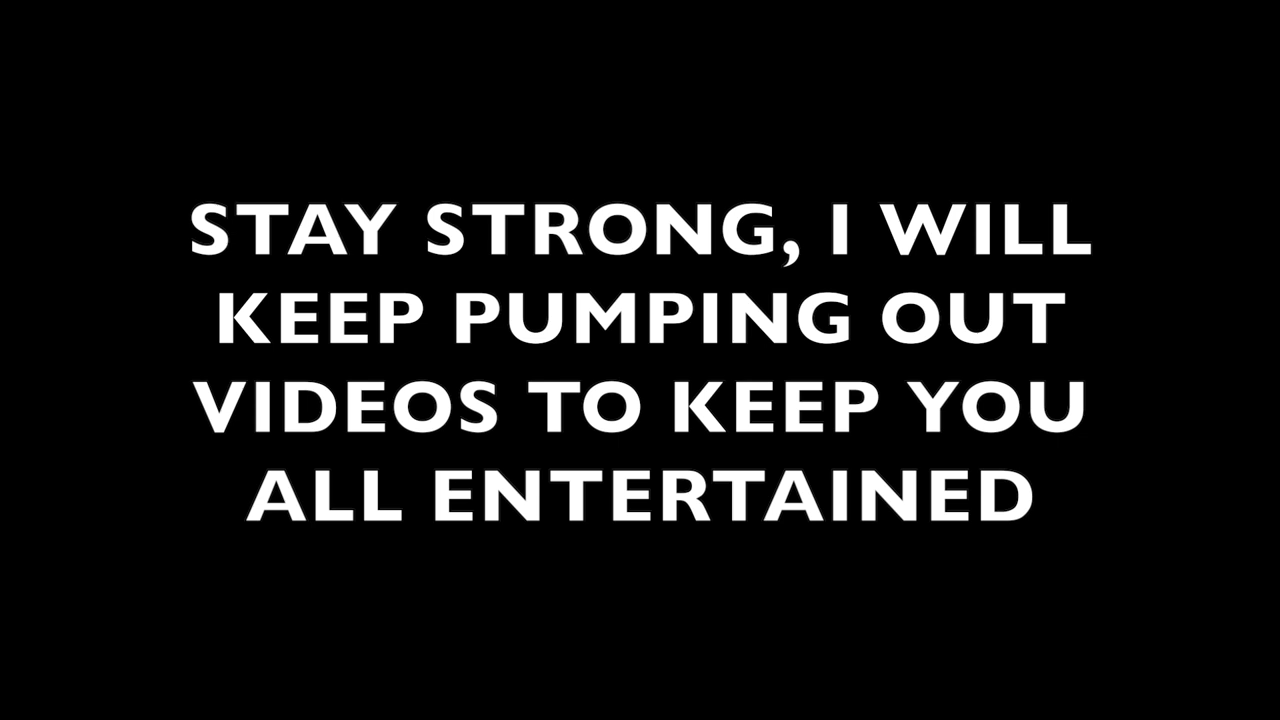 STAY STRONG, I WILL
KEEP PUMPING OUT
VIDEOS TO KEEP YOU
ALL ENTERTAINED